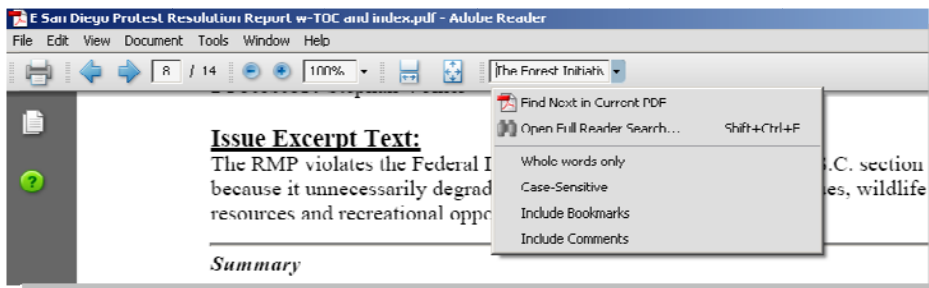 E San Diego Protest Resolution Report w-TOC and index.pdf - Adobe Reader
File Edit View Document Tools Window Help
8 / 14 100% The Forest Initiativ
Find Next in Current PDF
Open Full Reader Search... Shift+Ctrl+F
Whole words only
Case-Sensitive
Include Bookmarks
Include Comments
Issue Excerpt Text:
The RMP violates the Federal .C. section
because it unnecessarily degrad es, wildlife
resources and recreational oppo
Summary